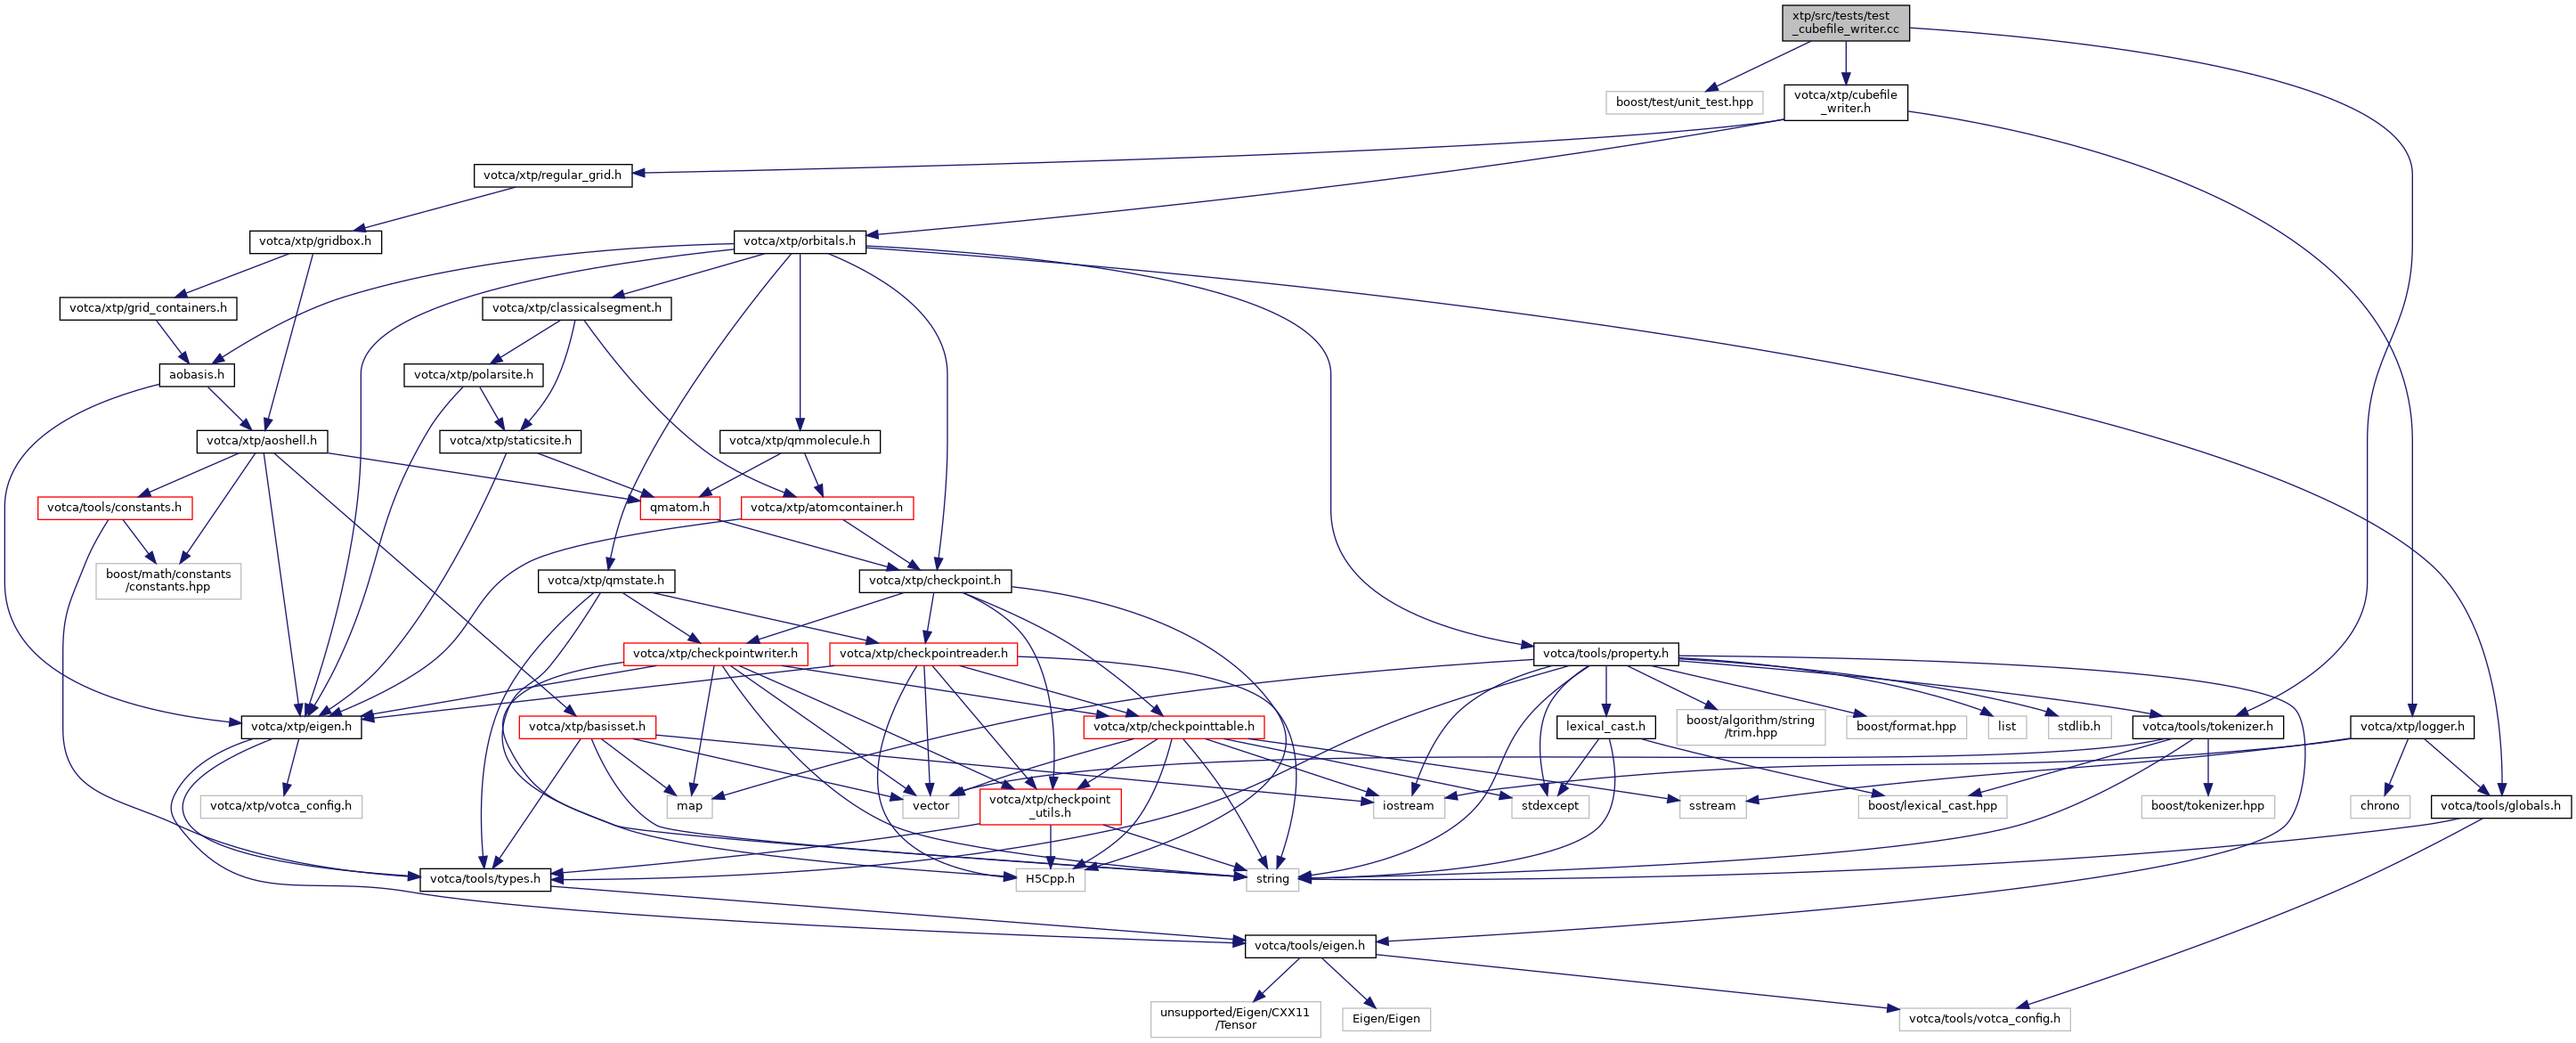 xtp/src/tests/test
_cubefile_writer.cc
boost/test/unit_test.hpp
votca/xtp/cubefile
_writer.h
votca/xtp/regular_grid.h
votca/xtp/gridbox.h
votca/xtp/orbitals.h
votca/xtp/grid_containers.h
votca/xtp/classicalsegment.h
aobasis.h
votca/xtp/polarsite.h
votca/xtp/aoshell.h
votca/xtp/staticsite.h
votca/xtp/qmmolecule.h
votca/tools/constants.h
qmatom.h
votca/xtp/atomcontainer.h
boost/math/constants
/constants.hpp
votca/xtp/qmstate.h
votca/xtp/checkpoint.h
votca/xtp/checkpointwriter.h
votca/xtp/checkpointreader.h
votca/tools/property.h
votca/xtp/eigen.h
votca/xtp/basisset.h
votca/xtp/checkpointtable.h
lexical_cast.h
boost/algorithm/string
/trim.hpp
boost/format.hpp
list
stdlib.h
votca/tools/tokenizer.h
votca/xtp/logger.h
votca/xtp/votca_config.h
map
vector
votca/xtp/checkpoint
_utils.h
iostream
stdexcept
sstream
boost/lexical_cast.hpp
boost/tokenizer.hpp
chrono
votca/tools/globals.h
votca/tools/types.h
H5Cpp.h
string
votca/tools/eigen.h
unsupported/Eigen/CXX11
/Tensor
Eigen/Eigen
votca/tools/votca_config.h